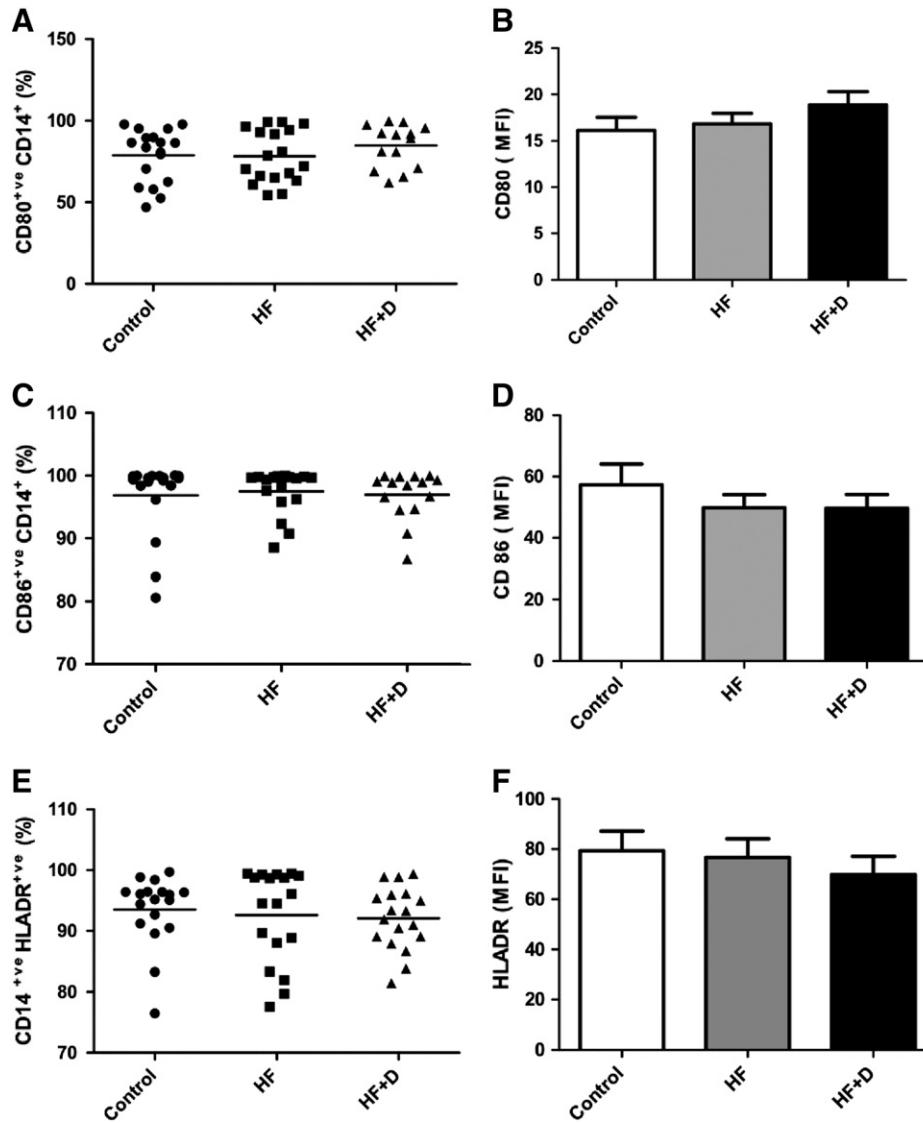 A
CD80+ve CD14+ (%)
150
100
50
0
Control
HF
HF+D
B
CD80 ( MFI)
25
20
15
10
5
0
Control
HF
HF+D
C
CD86+ve CD14+ (%)
110
100
90
80
70
Control
HF
HF+D
D
CD 86 ( MFI)
80
60
40
20
0
Control
HF
HF+D
E
CD14 +ve HLADR+ve (%)
110
100
90
80
70
Control
HF
HF+D
F
HLADR (MFI)
100
80
60
40
20
0
Control
HF
HF+D